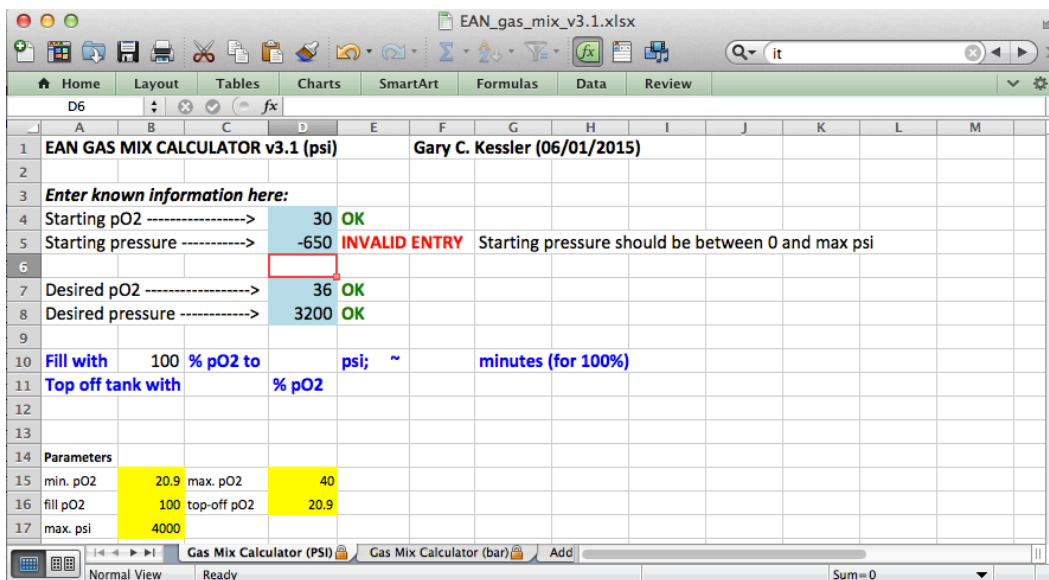 EAN_gas_mix_v3.1.xlsx
fx
Q it
Home Layout Tables Charts SmartArt Formulas Data Review
D6 fx
A B C D E F G H I J K L M
1 EAN GAS MIX CALCULATOR v3.1 (psi) Gary C. Kessler (06/01/2015)
2
3 Enter known information here:
4 Starting pO2 -----------------> 30 OK
5 Starting pressure -----------> -650 INVALID ENTRY Starting pressure should be between 0 and max psi
6
7 Desired pO2 ------------------> 36 OK
8 Desired pressure ------------> 3200 OK
9
10 Fill with 100 % pO2 to psi; ~ minutes (for 100%)
11 Top off tank with % pO2
12
13
14 Parameters
15 min. pO2 20.9 max. pO2 40
16 fill pO2 100 top-off pO2 20.9
17 max. psi 4000
Gas Mix Calculator (PSI) Gas Mix Calculator (bar) Add
Normal View Ready Sum=0